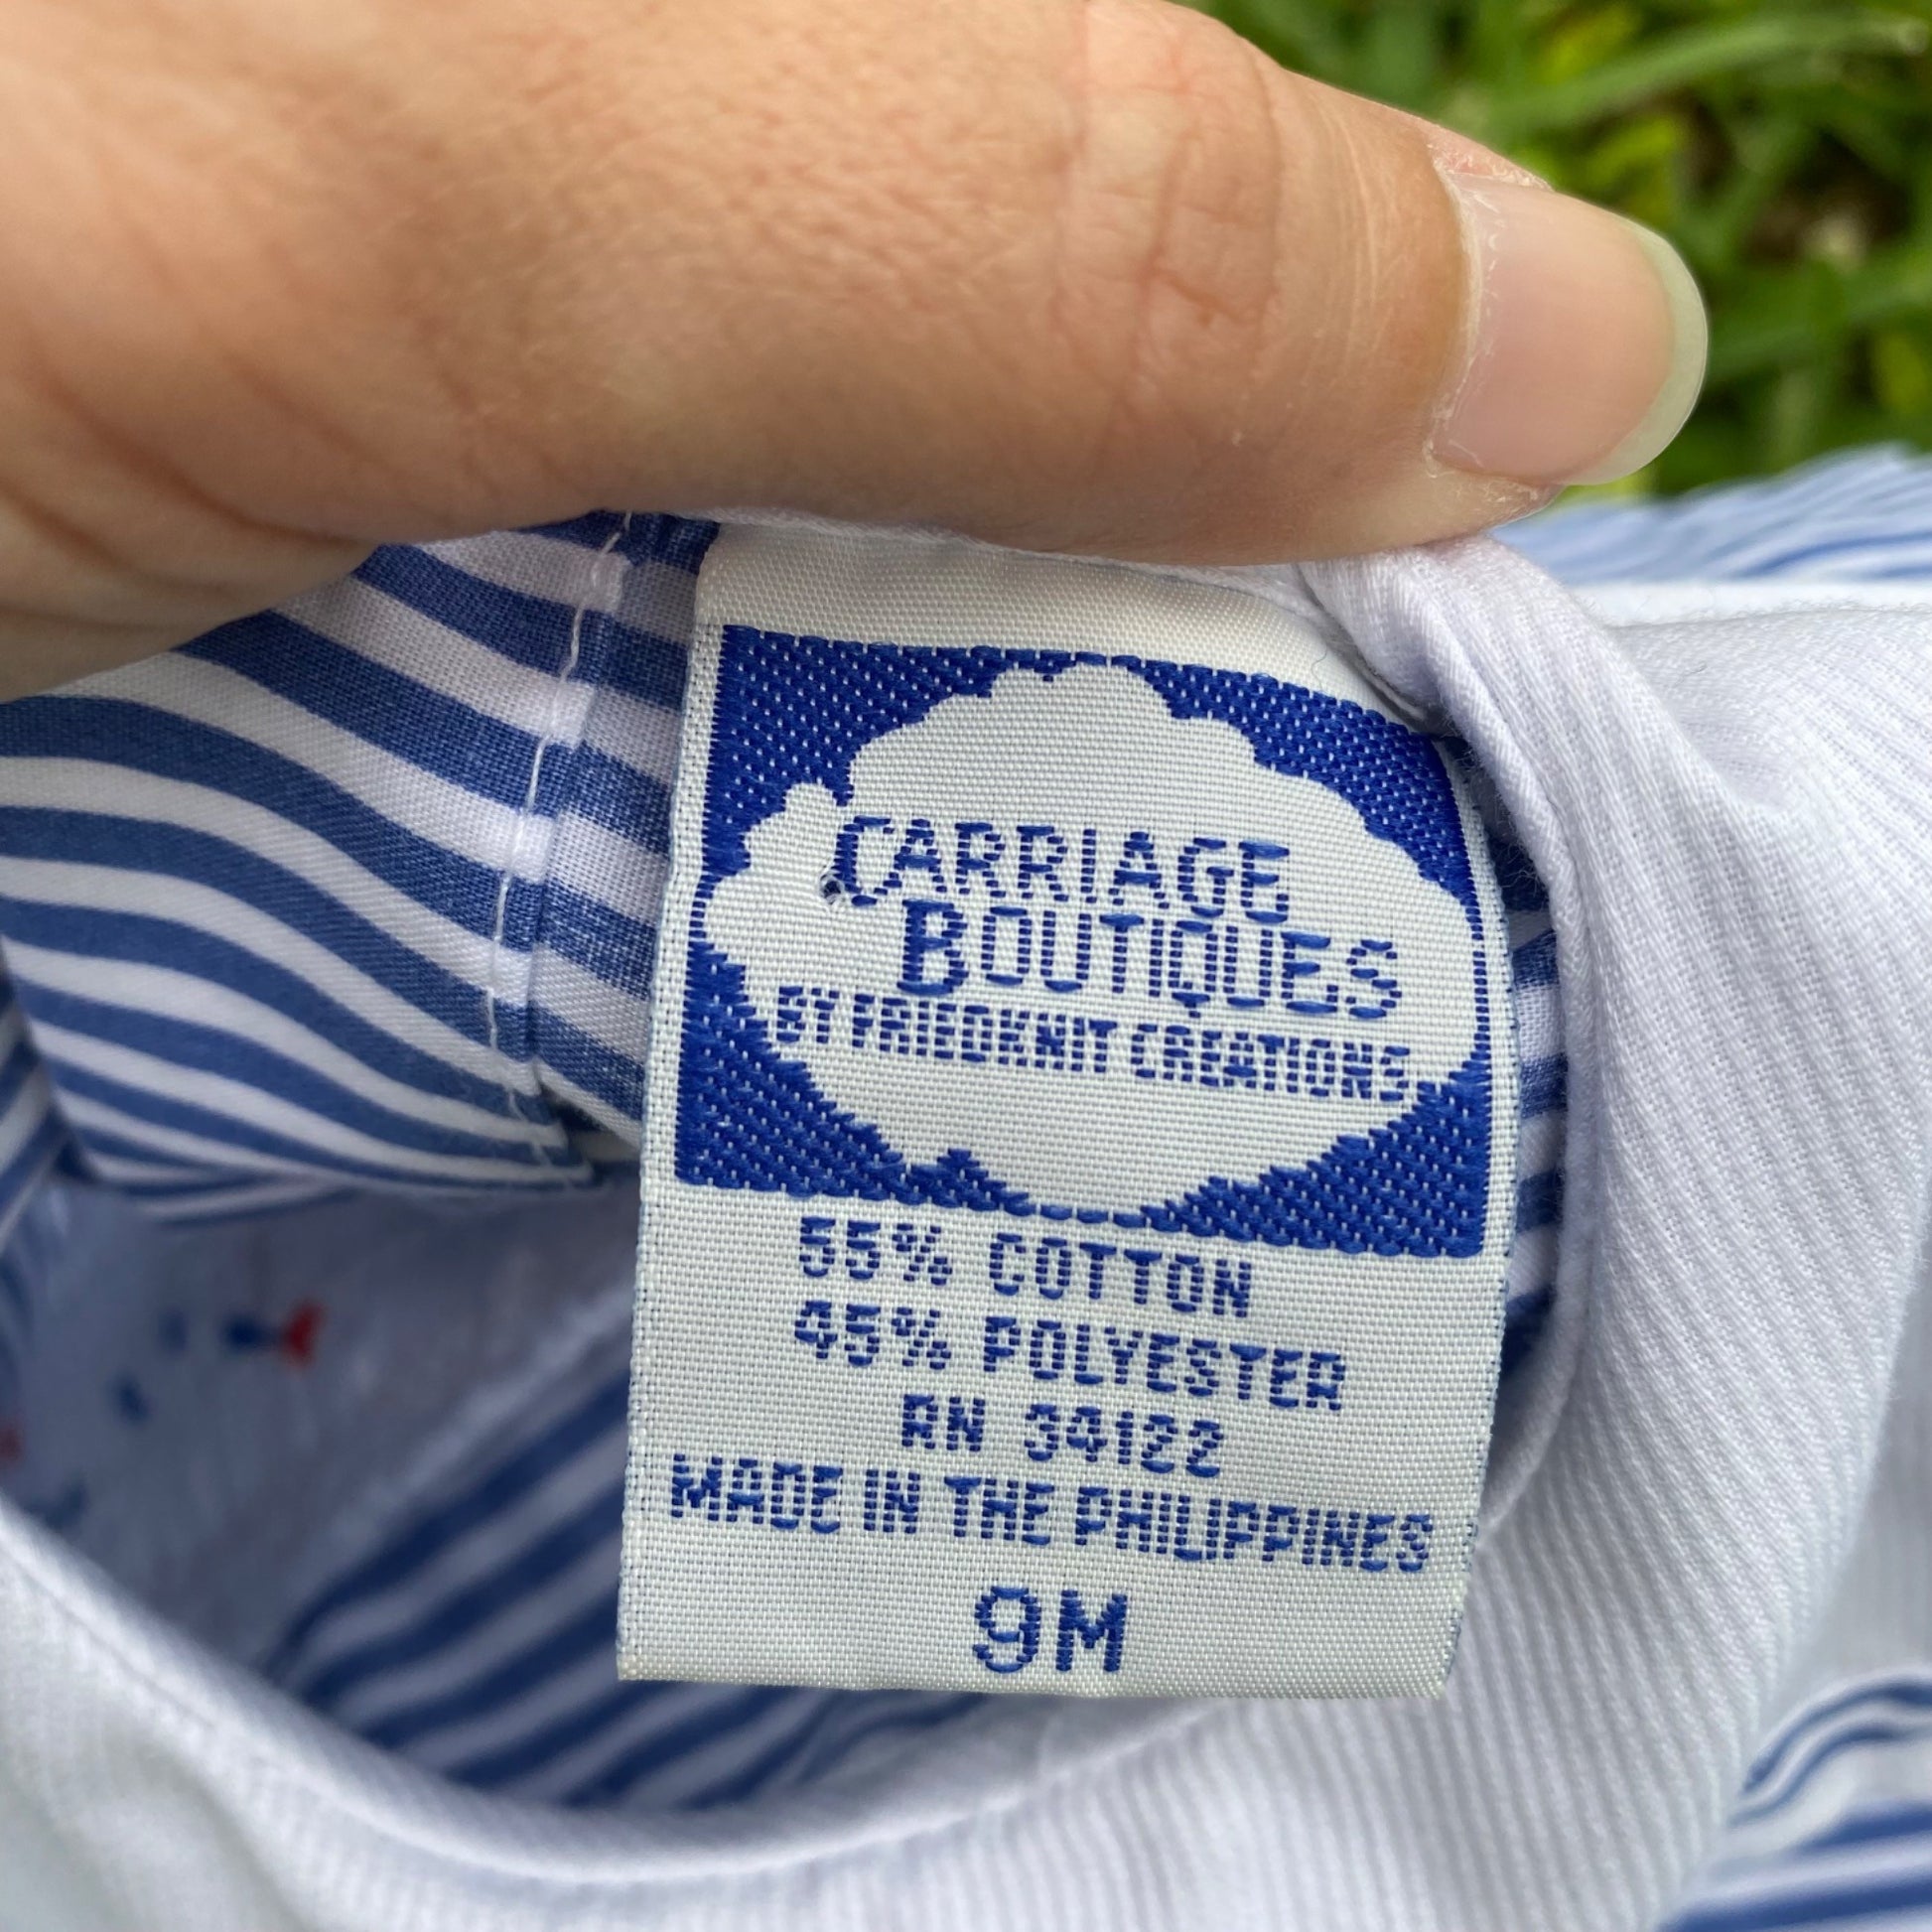 CARRIAGE
BOUTIQUES
BY FRIEDKNIT CREATIONS
55% COTTON
45% POLYESTER
RN 34122
MADE IN THE PHILIPPINES
9M